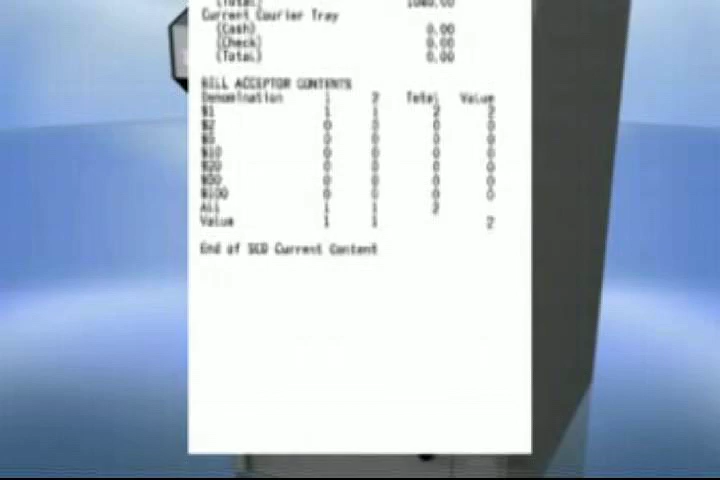 (Total) 1060.00
Current Courier Tray
(Cash) 0.00
(Check) 0.00
(Total) 0.00
BILL ACCEPTOR CONTENTS
Denomination 1 2 Total Value
$1 1 1 2 2
$2 0 0 0 0
$5 0 0 0 0
$10 0 0 0 0
$20 0 0 0 0
$50 0 0 0 0
$100 0 0 0 0
All 1 1 2
Value 1 1 2
End of SCD Current Content